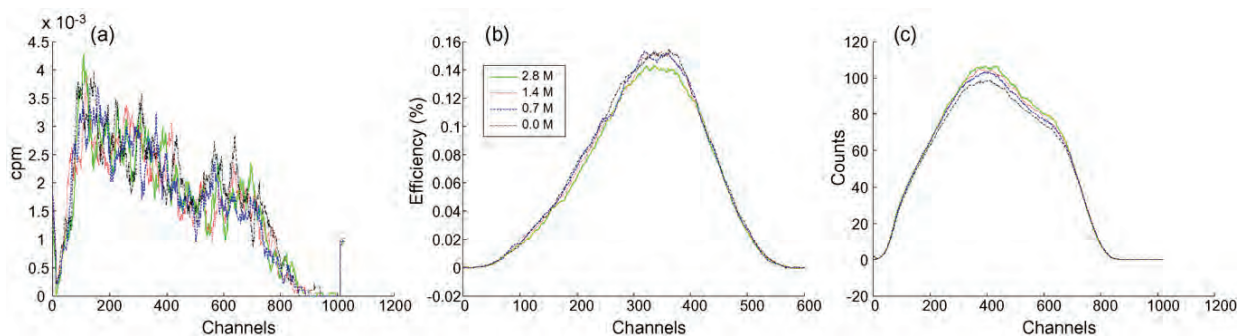 x 10⁻³
(a)
4.5
4
3.5
3
2.5
2
1.5
1
0.5
0
cpm
0 200 400 600 800 1000 1200
Channels
(b)
0.16
0.14
0.12
0.1
0.08
0.06
0.04
0.02
0
-0.02
Efficiency (%)
2.8 M
1.4 M
0.7 M
0.0 M
0 100 200 300 400 500 600
Channels
(c)
120
100
80
60
40
20
0
-20
Counts
0 200 400 600 800 1000 1200
Channels